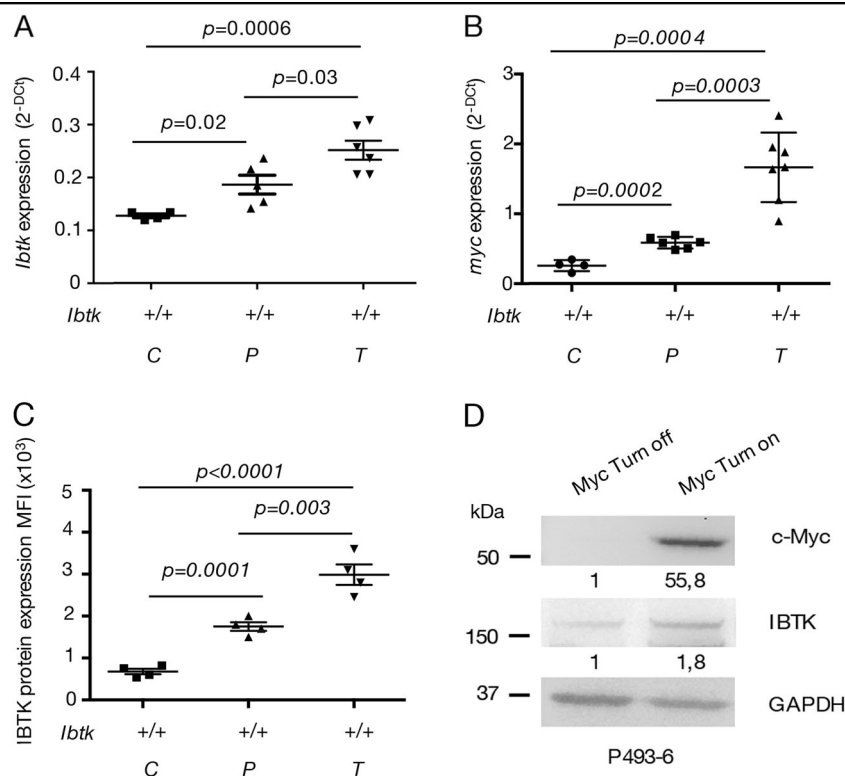 A
p=0.0006
p=0.03
p=0.02
Ibtk expression (2-DCt)
0.4
0.3
0.2
0.1
0
Ibtk +/+ +/+ +/+
C P T
B
p=0.0004
p=0.0003
p=0.0002
myc expression (2-DCt)
3
2
1
0
Ibtk +/+ +/+ +/+
C P T
C
p<0.0001
p=0.003
p=0.0001
IBTK protein expression MFI (x10³)
5
4
3
2
1
0
Ibtk +/+ +/+ +/+
C P T
D
Myc Turn off
Myc Turn on
kDa
50
c-Myc
1 55,8
150
IBTK
1 1,8
37
GAPDH
P493-6